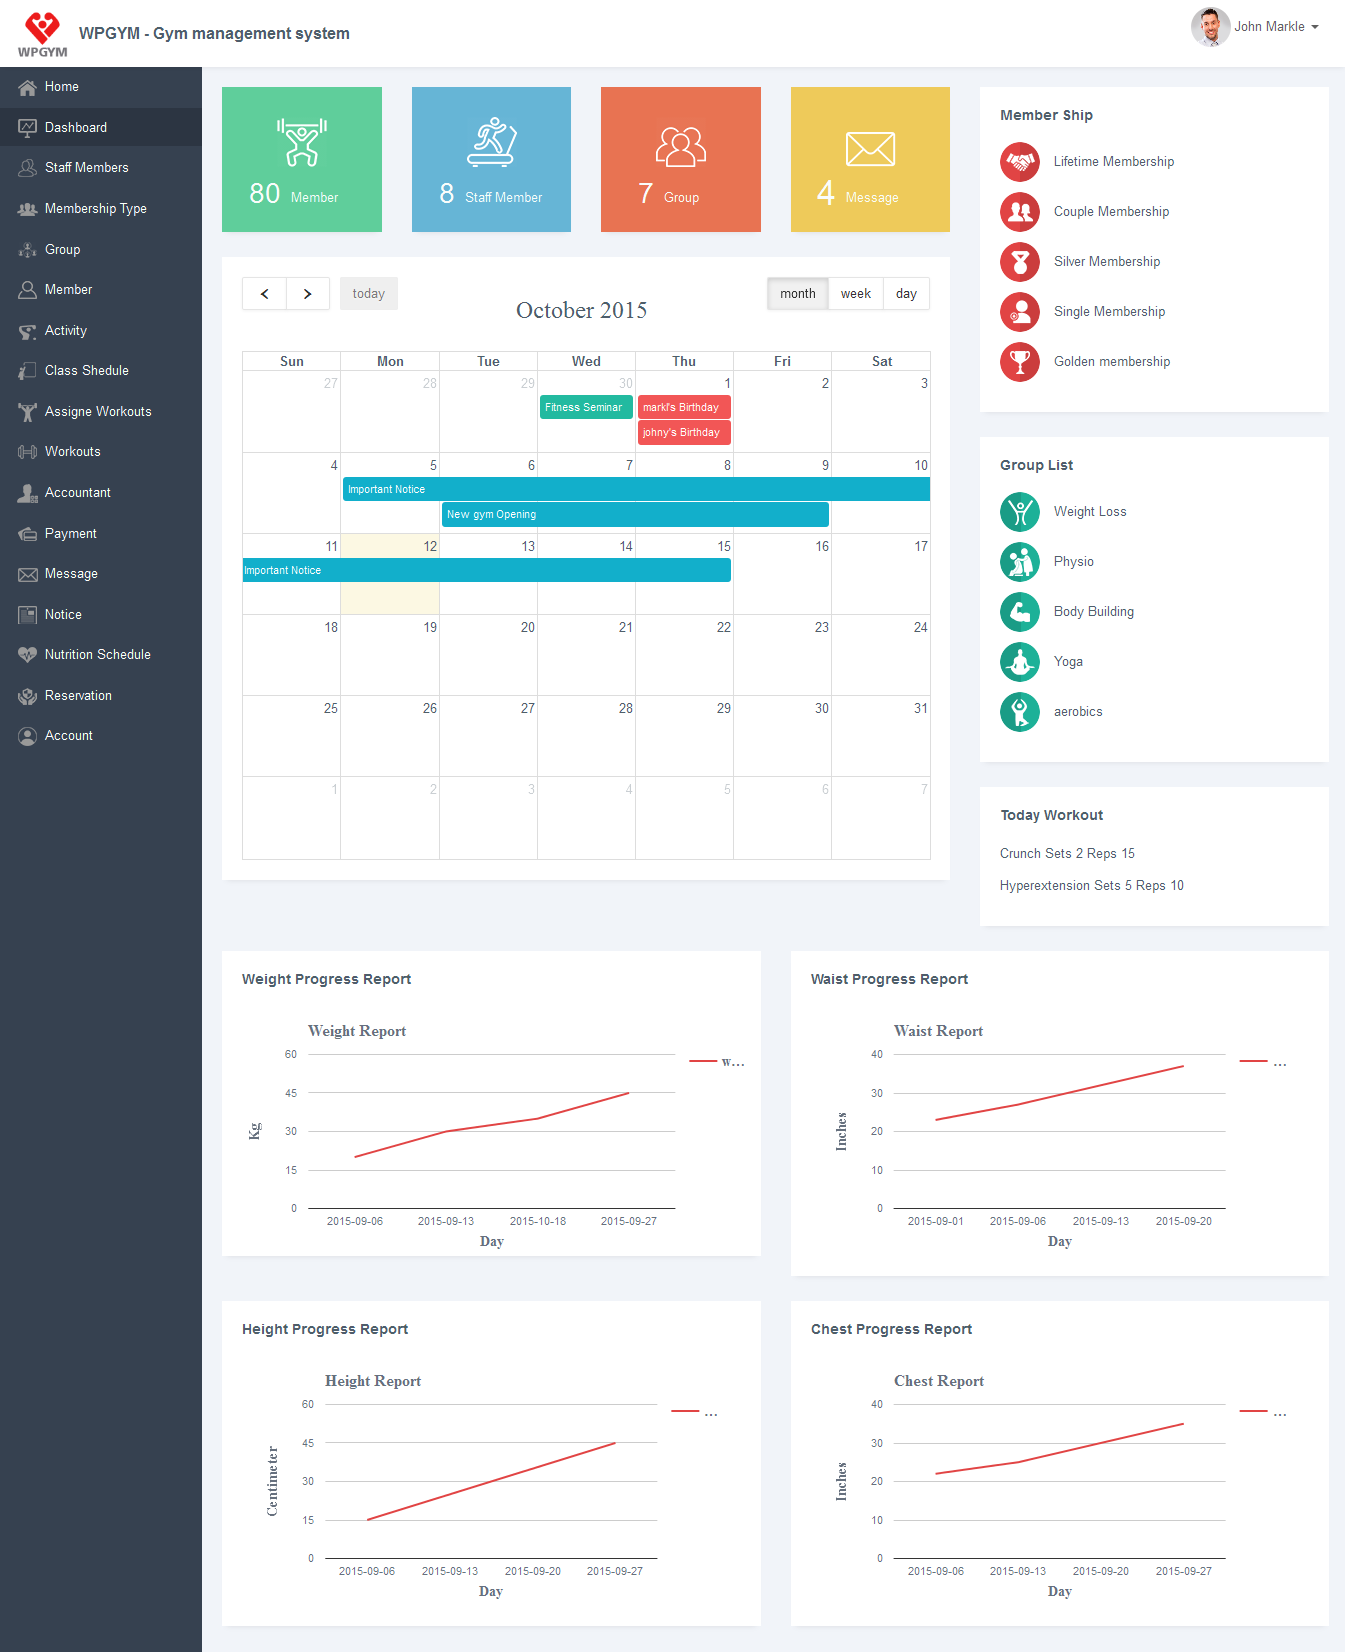 WPGYM
WPGYM - Gym management system
John Markle
Home
Dashboard
Staff Members
Membership Type
Group
Member
Activity
Class Shedule
Assigne Workouts
Workouts
Accountant
Payment
Message
Notice
Nutrition Schedule
Reservation
Account
80 Member
8 Staff Member
7 Group
4 Message
today
October 2015
month week day
Sun Mon Tue Wed Thu Fri Sat
27 28 29 30 1 2 3
Fitness Seminar markl's Birthday
johny's Birthday
4 5 6 7 8 9 10
Important Notice
New gym Opening
11 12 13 14 15 16 17
Important Notice
18 19 20 21 22 23 24
25 26 27 28 29 30 31
1 2 3 4 5 6 7
Member Ship
Lifetime Membership
Couple Membership
Silver Membership
Single Membership
Golden membership
Group List
Weight Loss
Physio
Body Building
Yoga
aerobics
Today Workout
Crunch Sets 2 Reps 15
Hyperextension Sets 5 Reps 10
Weight Progress Report
Weight Report
w...
Kg
60
45
30
15
0
2015-09-06 2015-09-13 2015-10-18 2015-09-27
Day
Waist Progress Report
Waist Report
...
Inches
40
30
20
10
0
2015-09-01 2015-09-06 2015-09-13 2015-09-20
Day
Height Progress Report
Height Report
...
Centimeter
60
45
30
15
0
2015-09-06 2015-09-13 2015-09-20 2015-09-27
Day
Chest Progress Report
Chest Report
...
Inches
40
30
20
10
0
2015-09-06 2015-09-13 2015-09-20 2015-09-27
Day